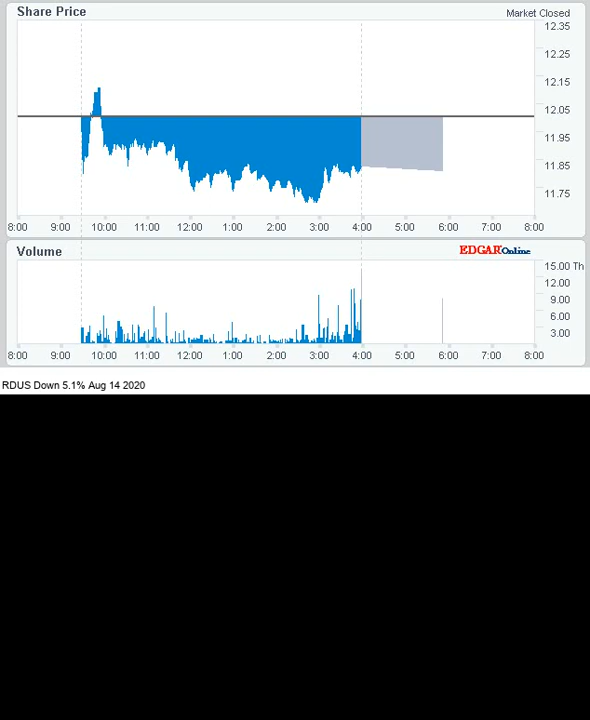 Share Price
Market Closed
12.35
12.25
12.15
12.05
11.95
11.85
11.75
8:00 9:00 10:00 11:00 12:00 1:00 2:00 3:00 4:00 5:00 6:00 7:00 8:00
Volume
EDGAR Online
15.00 Th
12.00
9.00
6.00
3.00
8:00 9:00 10:00 11:00 12:00 1:00 2:00 3:00 4:00 5:00 6:00 7:00 8:00
RDUS Down 5.1% Aug 14 2020